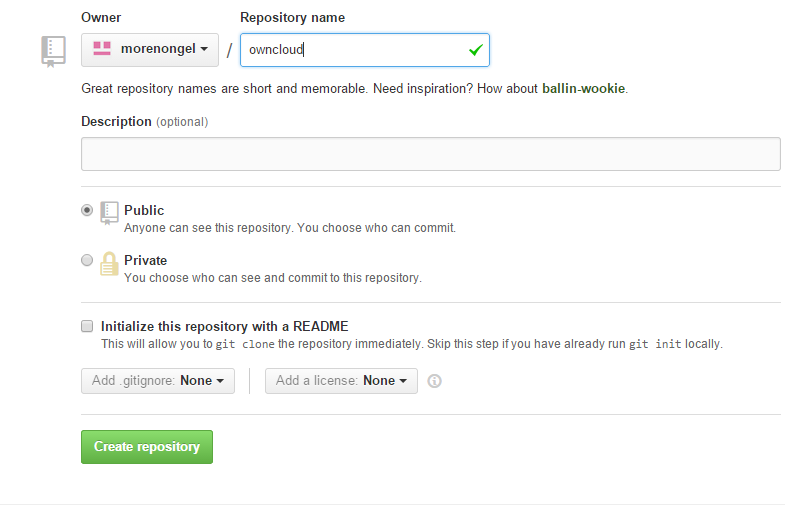 Owner Repository name
morenongel / owncloud
Great repository names are short and memorable. Need inspiration? How about ballin-wookie.
Description (optional)
Public
Anyone can see this repository. You choose who can commit.
Private
You choose who can see and commit to this repository.
Initialize this repository with a README
This will allow you to git clone the repository immediately. Skip this step if you have already run git init locally.
Add .gitignore: None Add a license: None
Create repository